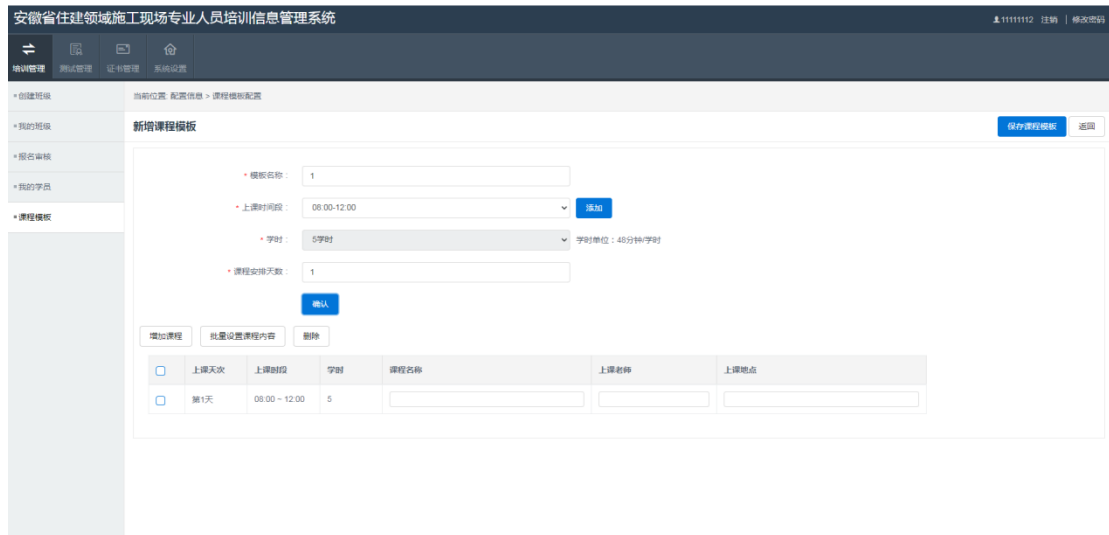 安徽省住建领域施工现场专业人员培训信息管理系统
11111112 注销 | 修改密码
培训管理 测试管理 证书管理 系统设置
创建班级
当前位置 配置信息 > 课程模板配置
我的班级
新增课程模板 保存课程模板 返回
报名审核
我的学员
课程模板
* 模板名称： 1
* 上课时间段： 08:00-12:00 添加
* 学时： 5学时 学时单位：48分钟/学时
* 课程安排天数： 1
确认
增加课程 批量设置课程内容 删除
上课天次 上课时段 学时 课程名称 上课老师 上课地点
第1天 08:00 ~ 12:00 5